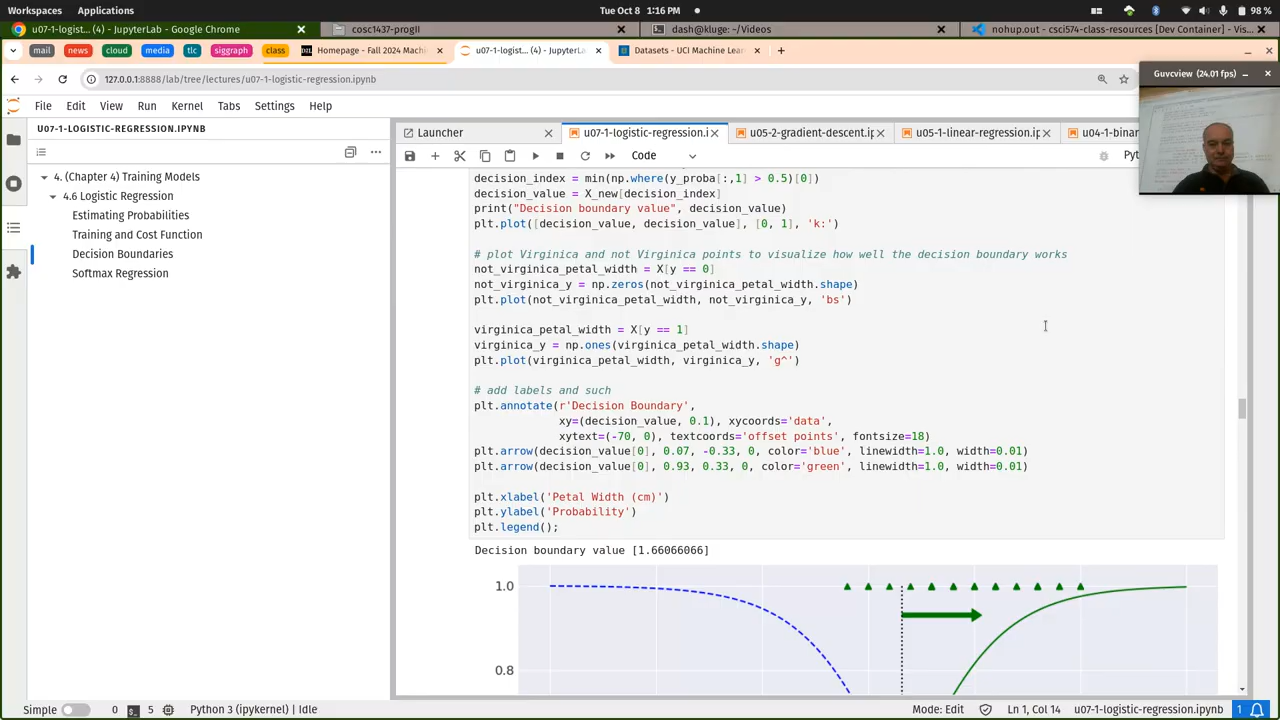 Workspaces Applications Tue Oct 8 1:16 PM 98 %
u07-1-logist... (4) - JupyterLab - Google Chrome cosc1437-progII dash@kluge: ~/Videos nohup.out - csci574-class-resources [Dev Container] - Vis...
mail news cloud media tlc siggraph class Homepage - Fall 2024 Machi u07-1-logist... (4) - JupyterLa Datasets - UCI Machine Lear
127.0.0.1:8888/lab/tree/lectures/u07-1-logistic-regression.ipynb
Guvcview (24.01 fps)
File Edit View Run Kernel Tabs Settings Help
U07-1-LOGISTIC-REGRESSION.IPYNB
Launcher u07-1-logistic-regression.i u05-2-gradient-descent.ip u05-1-linear-regression.ip u04-1-binar
Code Pyt
4. (Chapter 4) Training Models
4.6 Logistic Regression
Estimating Probabilities
Training and Cost Function
Decision Boundaries
Softmax Regression
decision_index = min(np.where(y_proba[:,1] > 0.5)[0])
decision_value = X_new[decision_index]
print("Decision boundary value", decision_value)
plt.plot([decision_value, decision_value], [0, 1], 'k:')
# plot Virginica and not Virginica points to visualize how well the decision boundary works
not_virginica_petal_width = X[y == 0]
not_virginica_y = np.zeros(not_virginica_petal_width.shape)
plt.plot(not_virginica_petal_width, not_virginica_y, 'bs')
virginica_petal_width = X[y == 1]
virginica_y = np.ones(virginica_petal_width.shape)
plt.plot(virginica_petal_width, virginica_y, 'g^')
# add labels and such
plt.annotate(r'Decision Boundary',
xy=(decision_value, 0.1), xycoords='data',
xytext=(-70, 0), textcoords='offset points', fontsize=18)
plt.arrow(decision_value[0], 0.07, -0.33, 0, color='blue', linewidth=1.0, width=0.01)
plt.arrow(decision_value[0], 0.93, 0.33, 0, color='green', linewidth=1.0, width=0.01)
plt.xlabel('Petal Width (cm)')
plt.ylabel('Probability')
plt.legend();
Decision boundary value [1.66066066]
1.0
0.8
Simple 0 5 Python 3 (ipykernel) | Idle Mode: Edit Ln 1, Col 14 u07-1-logistic-regression.ipynb 1